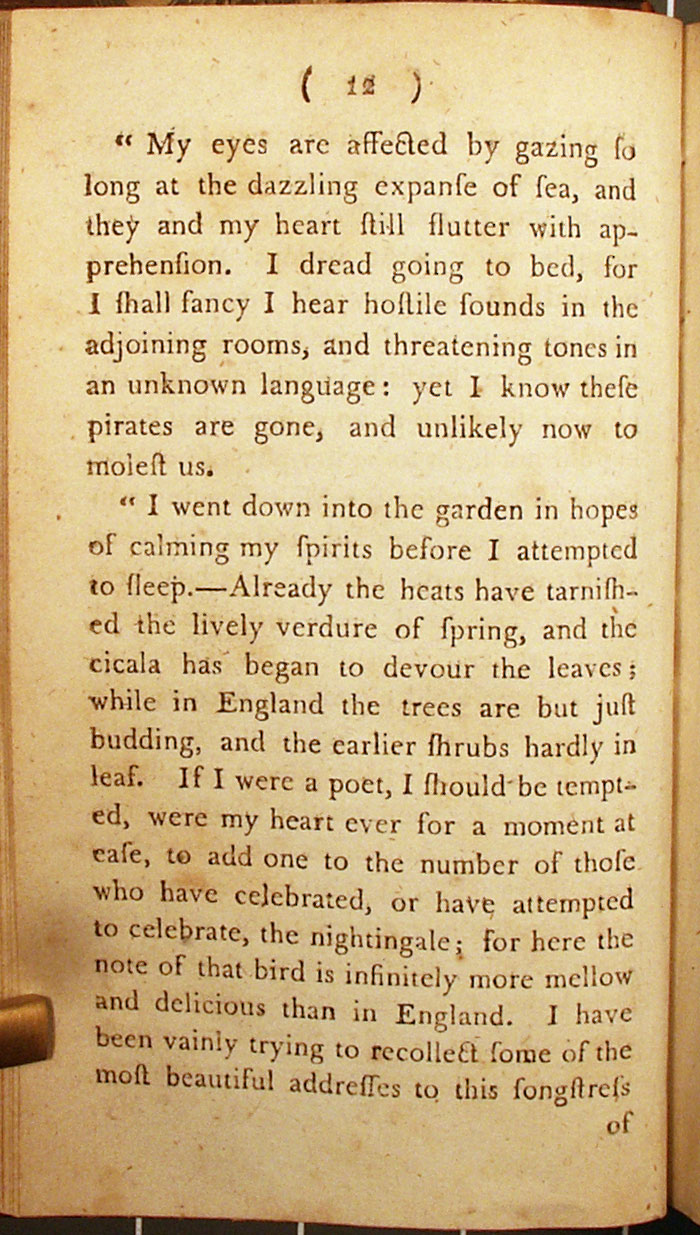 ( 12 )
“ My eyes are affected by gazing ſo
long at the dazzling expanſe of ſea, and
they and my heart ſtill flutter with ap-
prehenſion. I dread going to bed, for
I ſhall fancy I hear hoſtile ſounds in the
adjoining rooms, and threatening tones in
an unknown language: yet I know theſe
pirates are gone, and unlikely now to
moleſt us.
“ I went down into the garden in hopes
of calming my ſpirits before I attempted
to ſleep.—Already the heats have tarniſh-
ed the lively verdure of ſpring, and the
cicala has began to devour the leaves;
while in England the trees are but juſt
budding, and the earlier ſhrubs hardly in
leaf. If I were a poet, I ſhould be tempt-
ed, were my heart ever for a moment at
eaſe, to add one to the number of thoſe
who have celebrated, or have attempted
to celebrate, the nightingale; for here the
note of that bird is infinitely more mellow
and delicious than in England. I have
been vainly trying to recollect ſome of the
moſt beautiful addreſſes to this ſongſtreſs
of